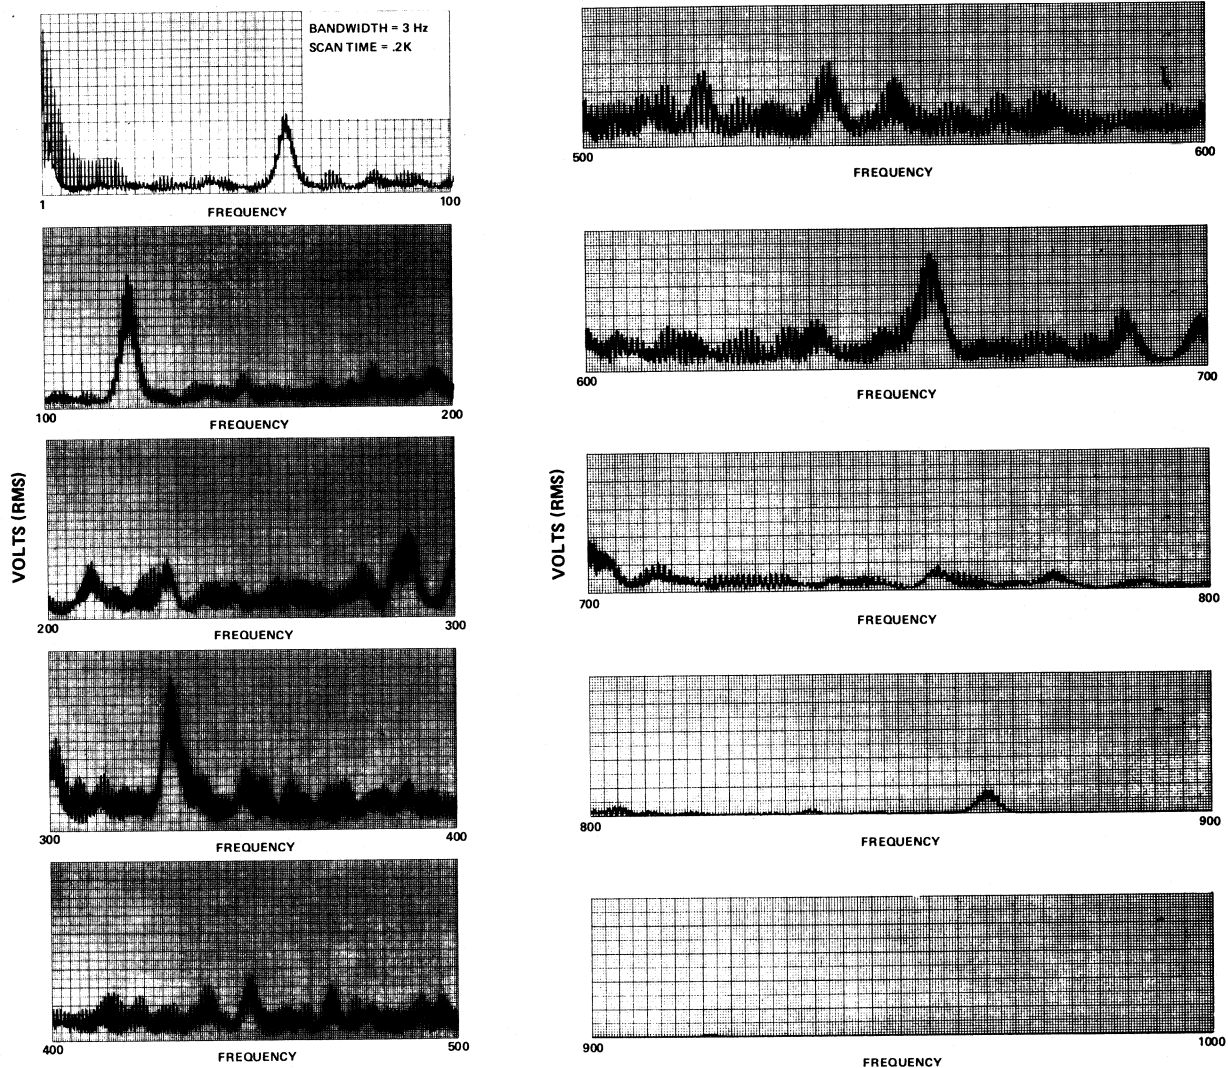 BANDWIDTH = 3 Hz
SCAN TIME = .2K
1
100
FREQUENCY
100
200
FREQUENCY
VOLTS (RMS)
200
300
FREQUENCY
300
400
FREQUENCY
400
500
FREQUENCY
500
600
FREQUENCY
600
700
FREQUENCY
VOLTS (RMS)
700
800
FREQUENCY
800
900
FREQUENCY
900
1000
FREQUENCY